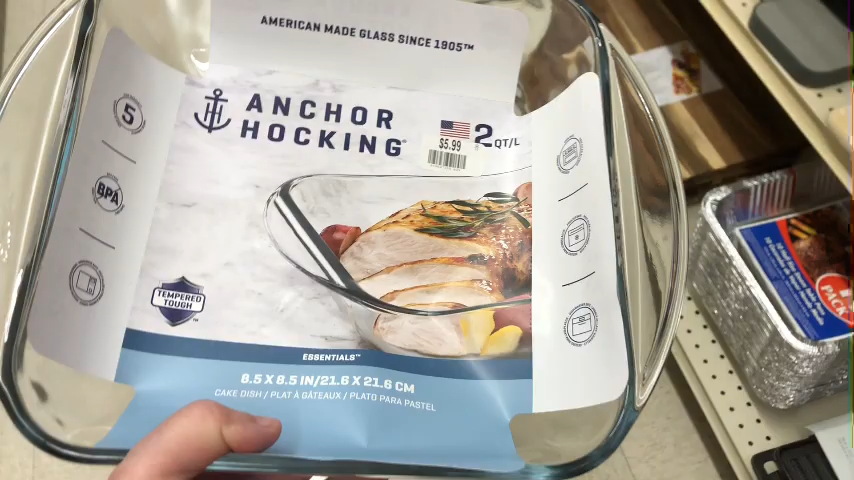 AMERICAN MADE GLASS SINCE 1905™
ANCHOR
HOCKING®
$5.99
2 QT/L
5
BPA
TEMPERED
TOUGH™
ESSENTIALS™
8.5 X 8.5 IN/21.6 X 21.6 CM
CAKE DISH / PLAT À GÂTEAUX / PLATO PARA PASTEL
PACK